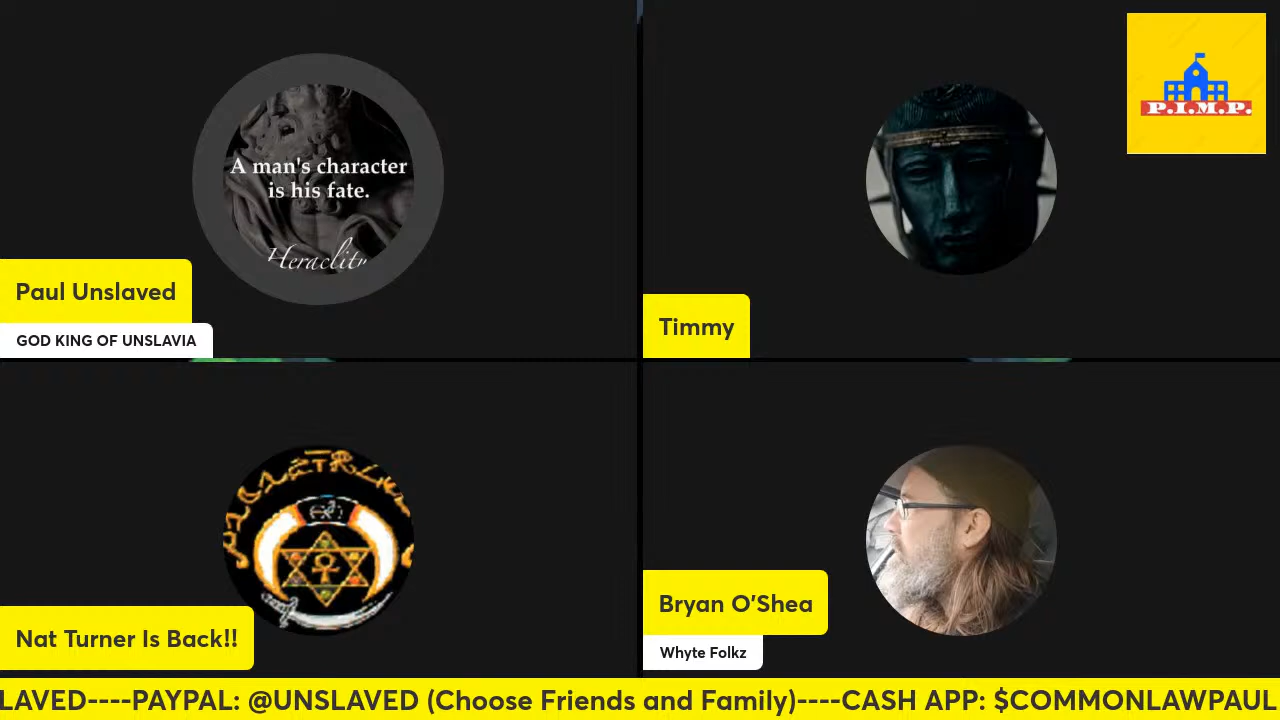 A man's character
is his fate.
Paul Unslaved
GOD KING OF UNSLAVIA
P.I.M.P.
Timmy
Nat Turner Is Back!!
Bryan O'Shea
Whyte Folkz
LAVED----PAYPAL: @UNSLAVED (Choose Friends and Family)----CASH APP: $COMMONLAWPAUL